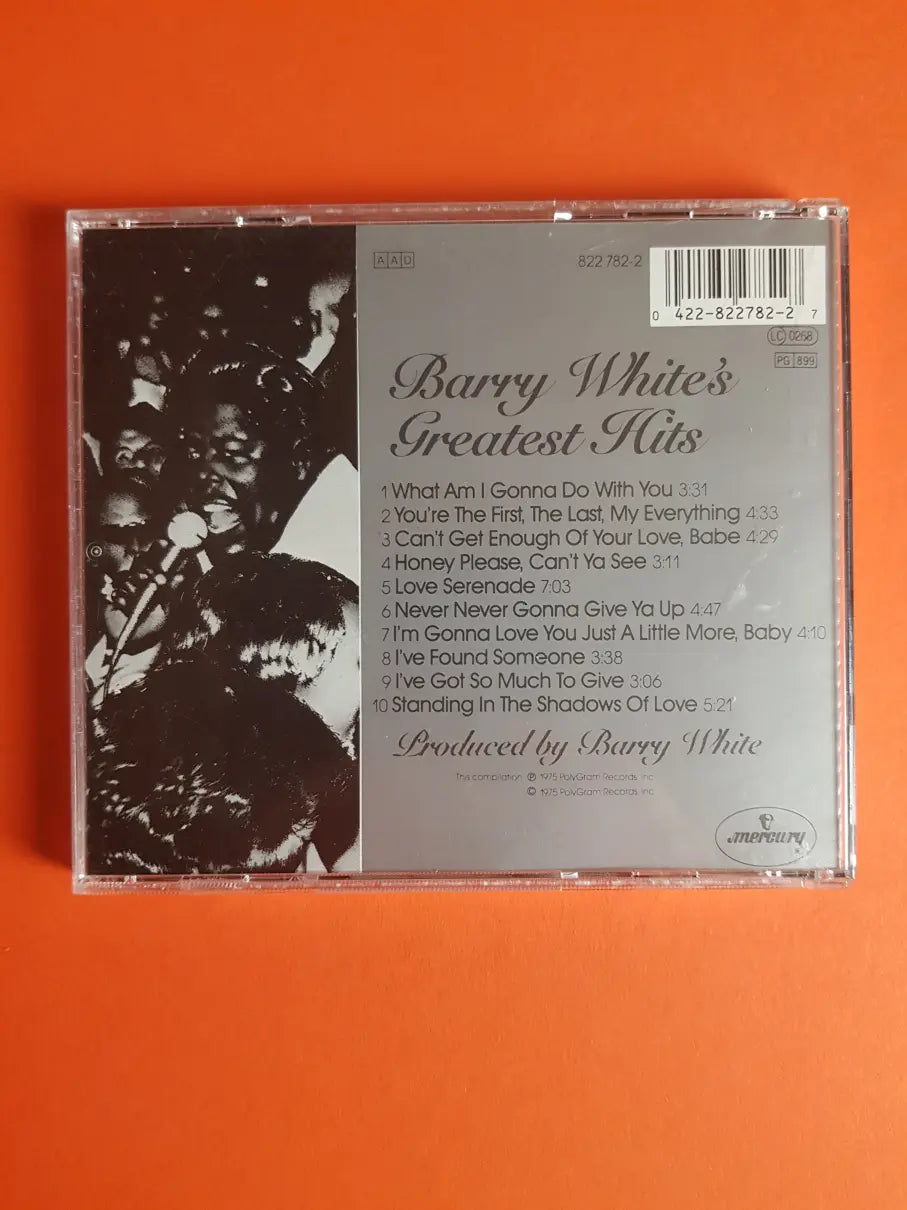 AAD
822 782-2
0 422-822782-2 7
LC 0268
PG 899
Barry White's
Greatest Hits
1 What Am I Gonna Do With You 3:31
2 You're The First, The Last, My Everything 4:33
3 Can't Get Enough Of Your Love, Babe 4:29
4 Honey Please, Can't Ya See 3:11
5 Love Serenade 7:03
6 Never Never Gonna Give Ya Up 4:47
7 I'm Gonna Love You Just A Little More, Baby 4:10
8 I've Found Someone 3:38
9 I've Got So Much To Give 3:06
10 Standing In The Shadows Of Love 5:21
Produced by Barry White
This compilation ℗ 1975 PolyGram Records, Inc.
© 1975 PolyGram Records, Inc.
mercury